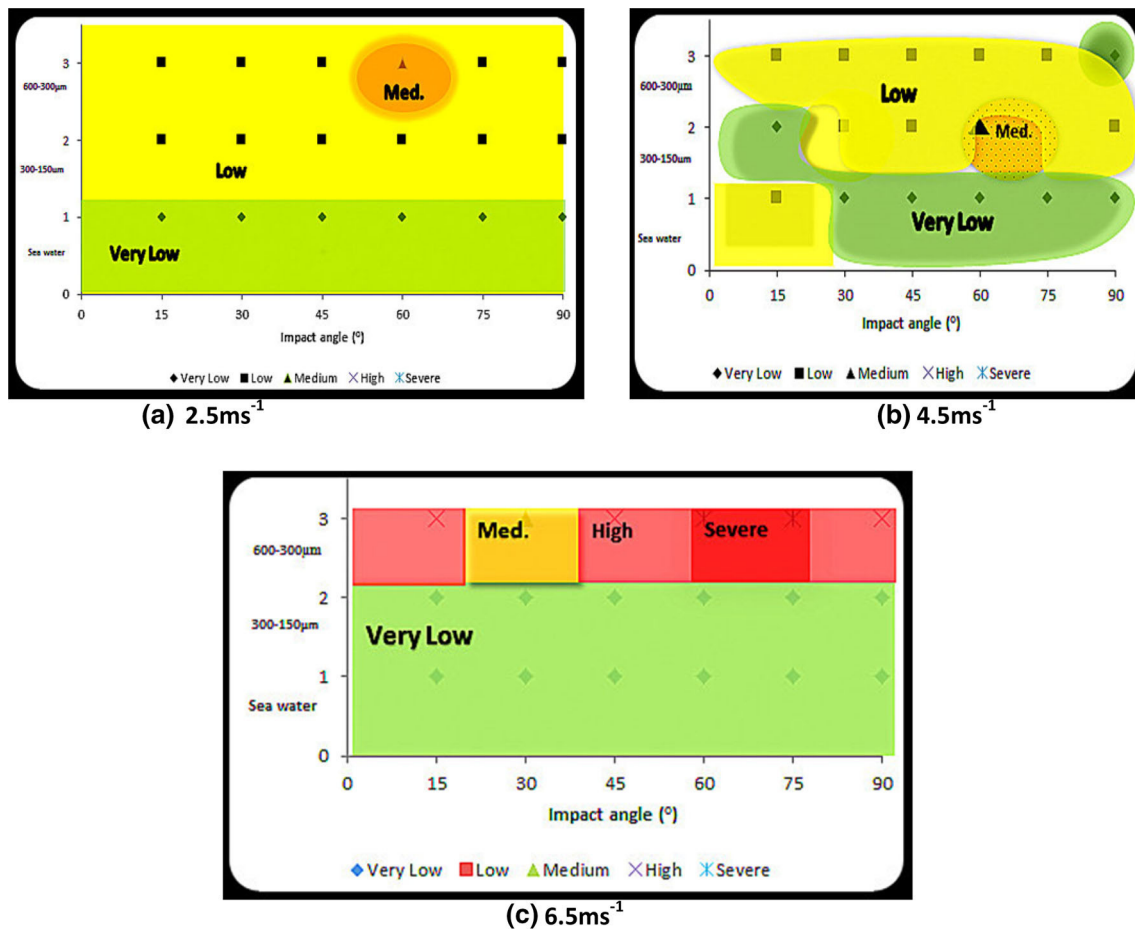 3
600-300µm
Med.
2
300-150µm
Low
1
Sea water
Very Low
0
0 15 30 45 60 75 90
Impact angle (°)
Very Low Low Medium High Severe
(a) 2.5ms-1
3
600-300µm
Low
2
300-150µm
Med.
1
Sea water
Very Low
0
0 15 30 45 60 75 90
Impact angle (°)
Very Low Low Medium High Severe
(b) 4.5ms-1
3
600-300µm
Med. High Severe
2
300-150µm
Very Low
1
Sea water
0
0 15 30 45 60 75 90
Impact angle (°)
Very Low Low Medium High Severe
(c) 6.5ms-1